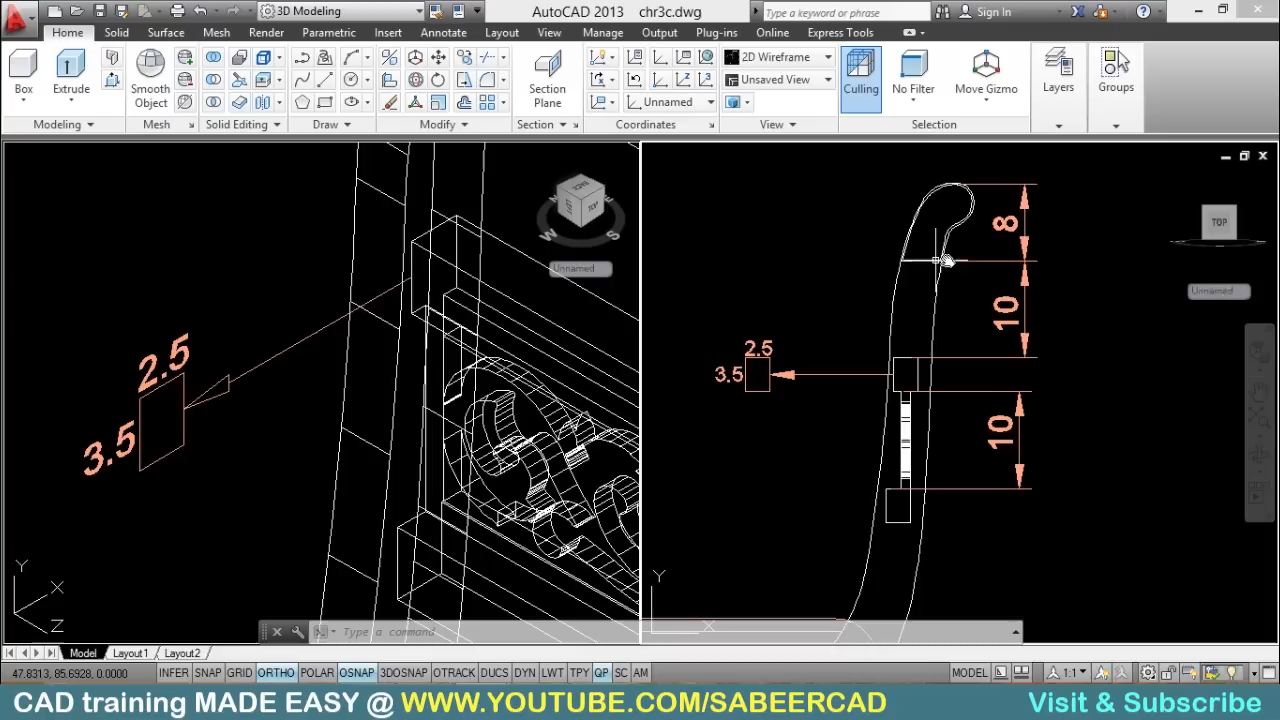 3D Modeling
AutoCAD 2013 chr3c.dwg
Type a keyword or phrase
Sign In
Home Solid Surface Mesh Render Parametric Insert Annotate Layout View Manage Output Plug-ins Online Express Tools
Box
Extrude
Smooth Object
Section Plane
Unnamed
2D Wireframe
Unsaved View
Culling
No Filter
Move Gizmo
Layers
Groups
Modeling Mesh Solid Editing Draw Modify Section Coordinates View Selection
TOP
LEFT
W
S
Unnamed
2.5
3.5
Y
X
Z
TOP
Unnamed
8
10
2.5
3.5
10
Y
X
Type a command
Model Layout1 Layout2
47.8313, 85.6928, 0.0000 INFER SNAP GRID ORTHO POLAR OSNAP 3DOSNAP OTRACK DUCS DYN LWT TPY QP SC AM MODEL 1:1
CAD training MADE EASY @ WWW.YOUTUBE.COM/SABEERCAD Visit & Subscribe